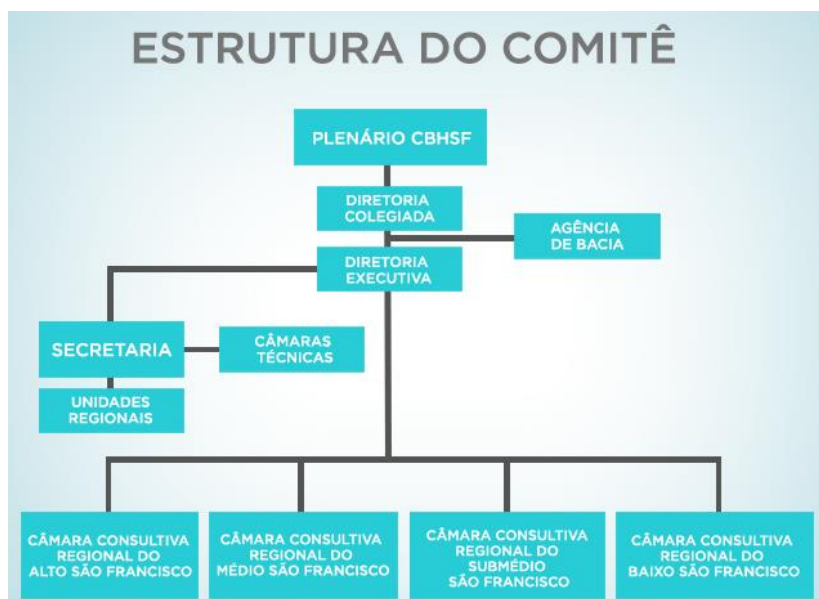 ESTRUTURA DO COMITÊ
PLENÁRIO CBHSF
DIRETORIA
COLEGIADA
AGÊNCIA
DE BACIA
DIRETORIA
EXECUTIVA
SECRETARIA
CÂMARAS
TÉCNICAS
UNIDADES
REGIONAIS
CÂMARA CONSULTIVA
REGIONAL DO
ALTO SÃO FRANCISCO
CÂMARA CONSULTIVA
REGIONAL DO
MÉDIO SÃO FRANCISCO
CÂMARA CONSULTIVA
REGIONAL DO
SUBMÉDIO
SÃO FRANCISCO
CÂMARA CONSULTIVA
REGIONAL DO
BAIXO SÃO FRANCISCO